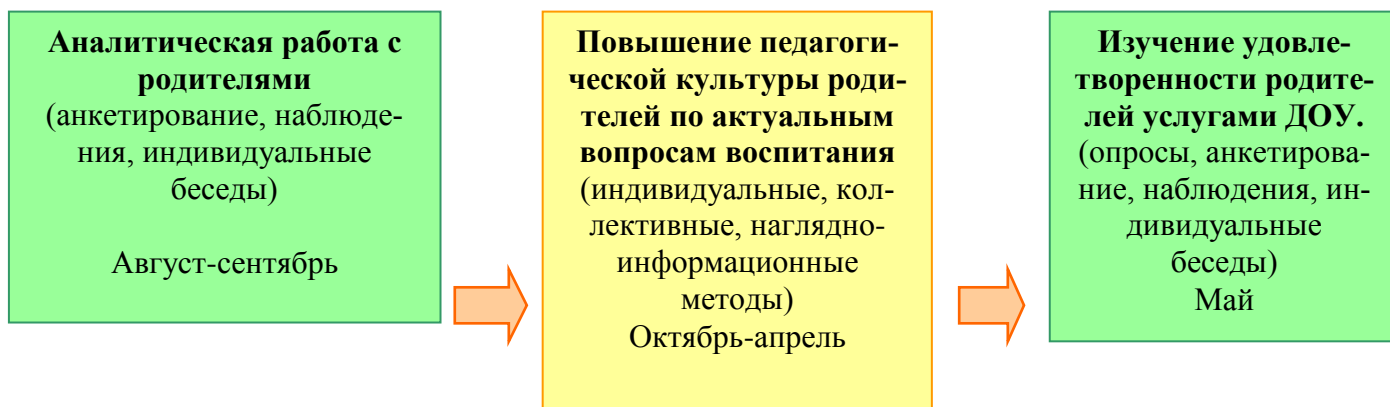 Аналитическая работа с
родителями
(анкетирование, наблюде-
ния, индивидуальные
беседы)
Август-сентябрь
Повышение педагоги-
ческой культуры роди-
телей по актуальным
вопросам воспитания
(индивидуальные, кол-
лективные, наглядно-
информационные
методы)
Октябрь-апрель
Изучение удовле-
творенности родите-
лей услугами ДОУ.
(опросы, анкетирова-
ние, наблюдения, ин-
дивидуальные
беседы)
Май